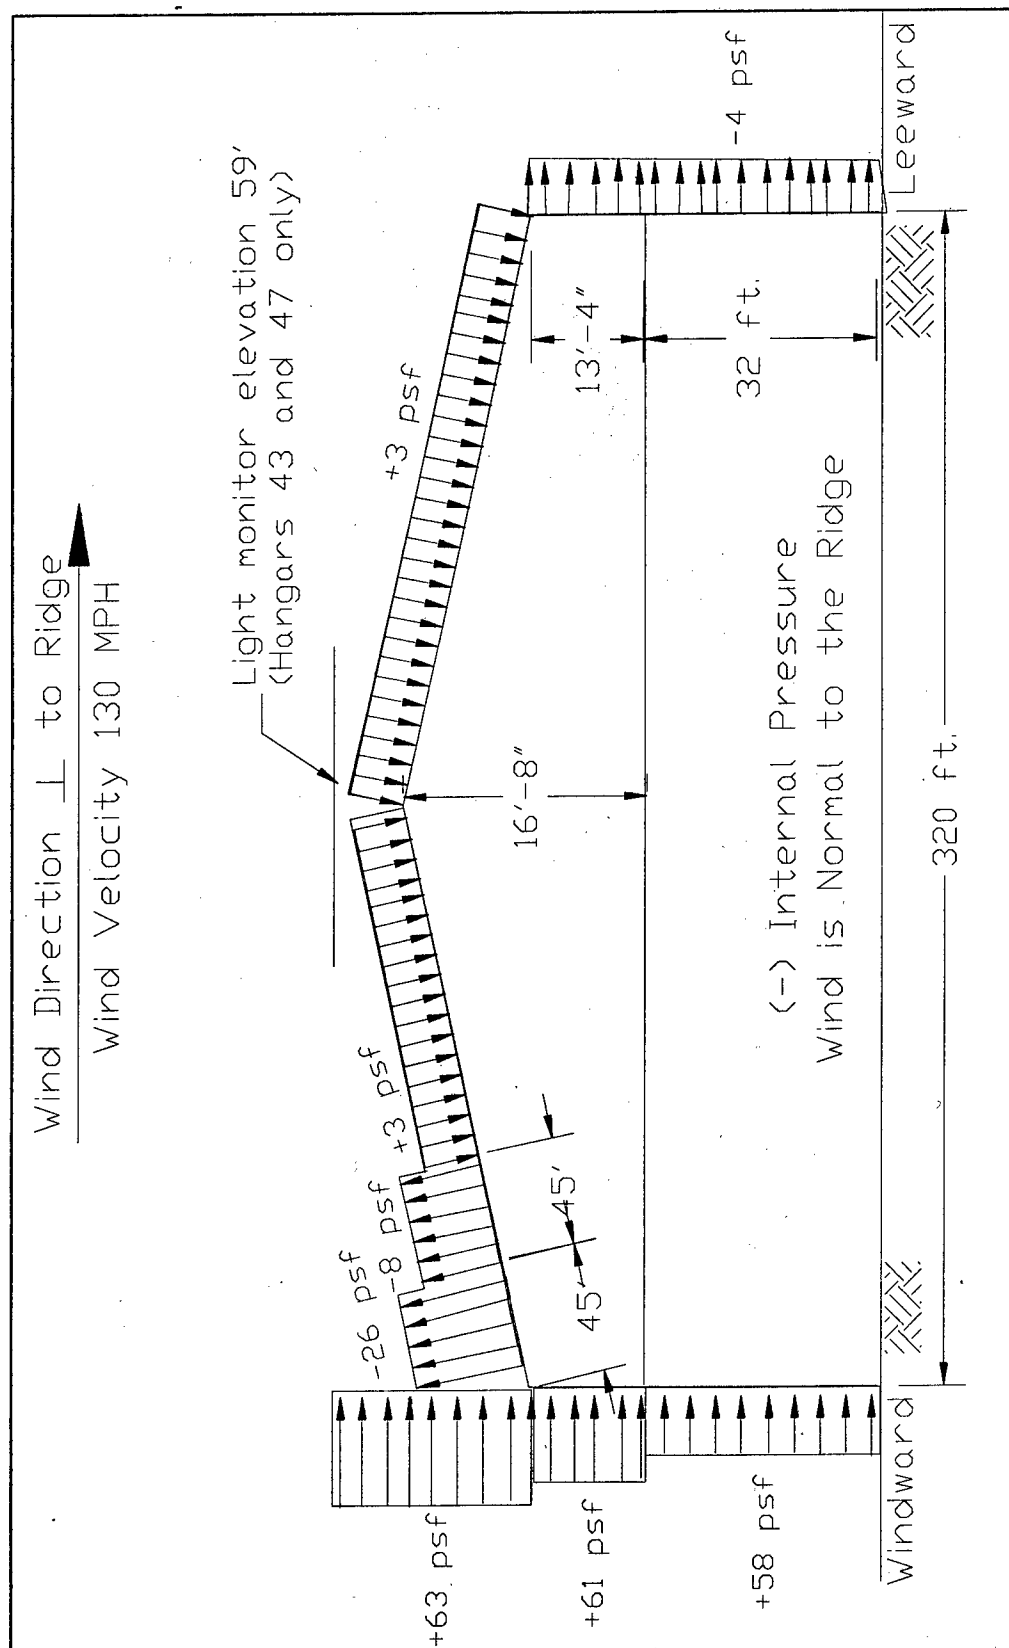 Wind Direction ⊥ to Ridge
Wind Velocity 130 MPH
Light monitor elevation 59'
(Hangars 43 and 47 only)
-26 psf
-8 psf
+3 psf
+3 psf
+63 psf
+61 psf
+58 psf
-4 psf
45'
45'
16'-8"
13'-4"
32 ft.
(-) Internal Pressure
Wind is Normal to the Ridge
Windward
Leeward
320 ft.